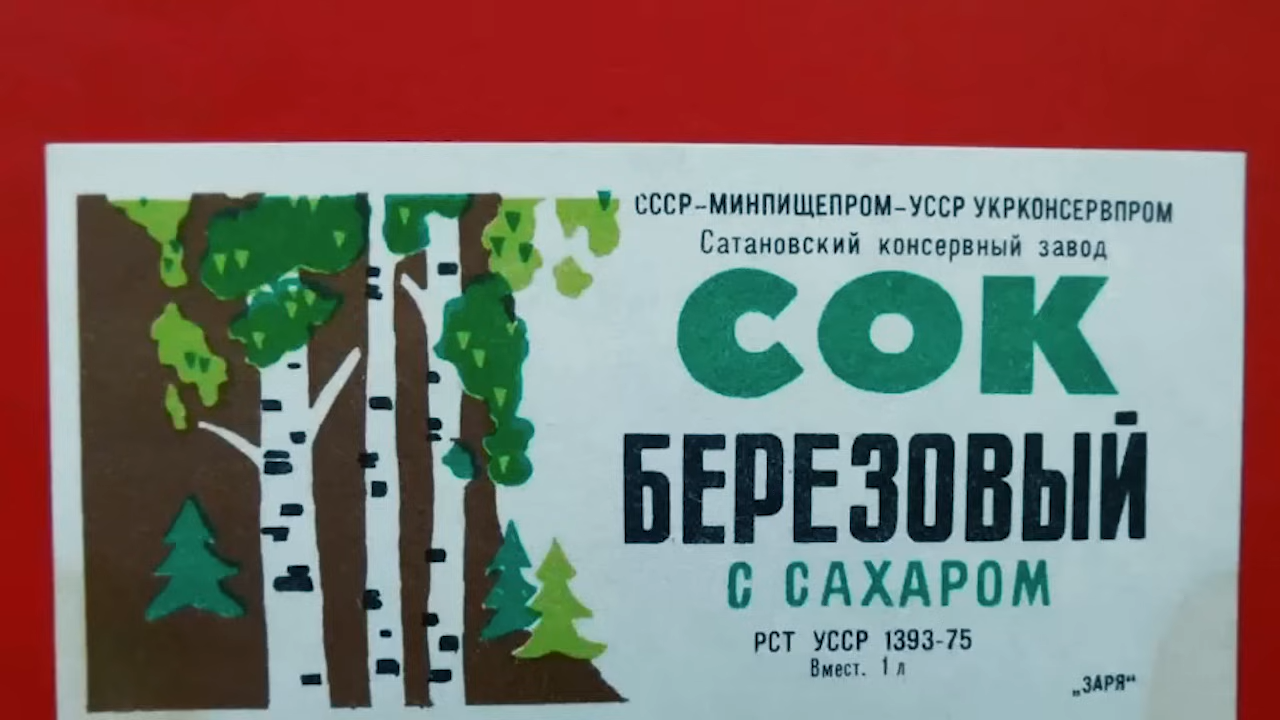 СССР-МИНПИЩЕПРОМ-УССР УКРКОНСЕРВПРОМ
Сатановский консервный завод
СОК
БЕРЕЗОВЫЙ
С САХАРОМ
РСТ УССР 1393-75
Вмест. 1 л
„ЗАРЯ“